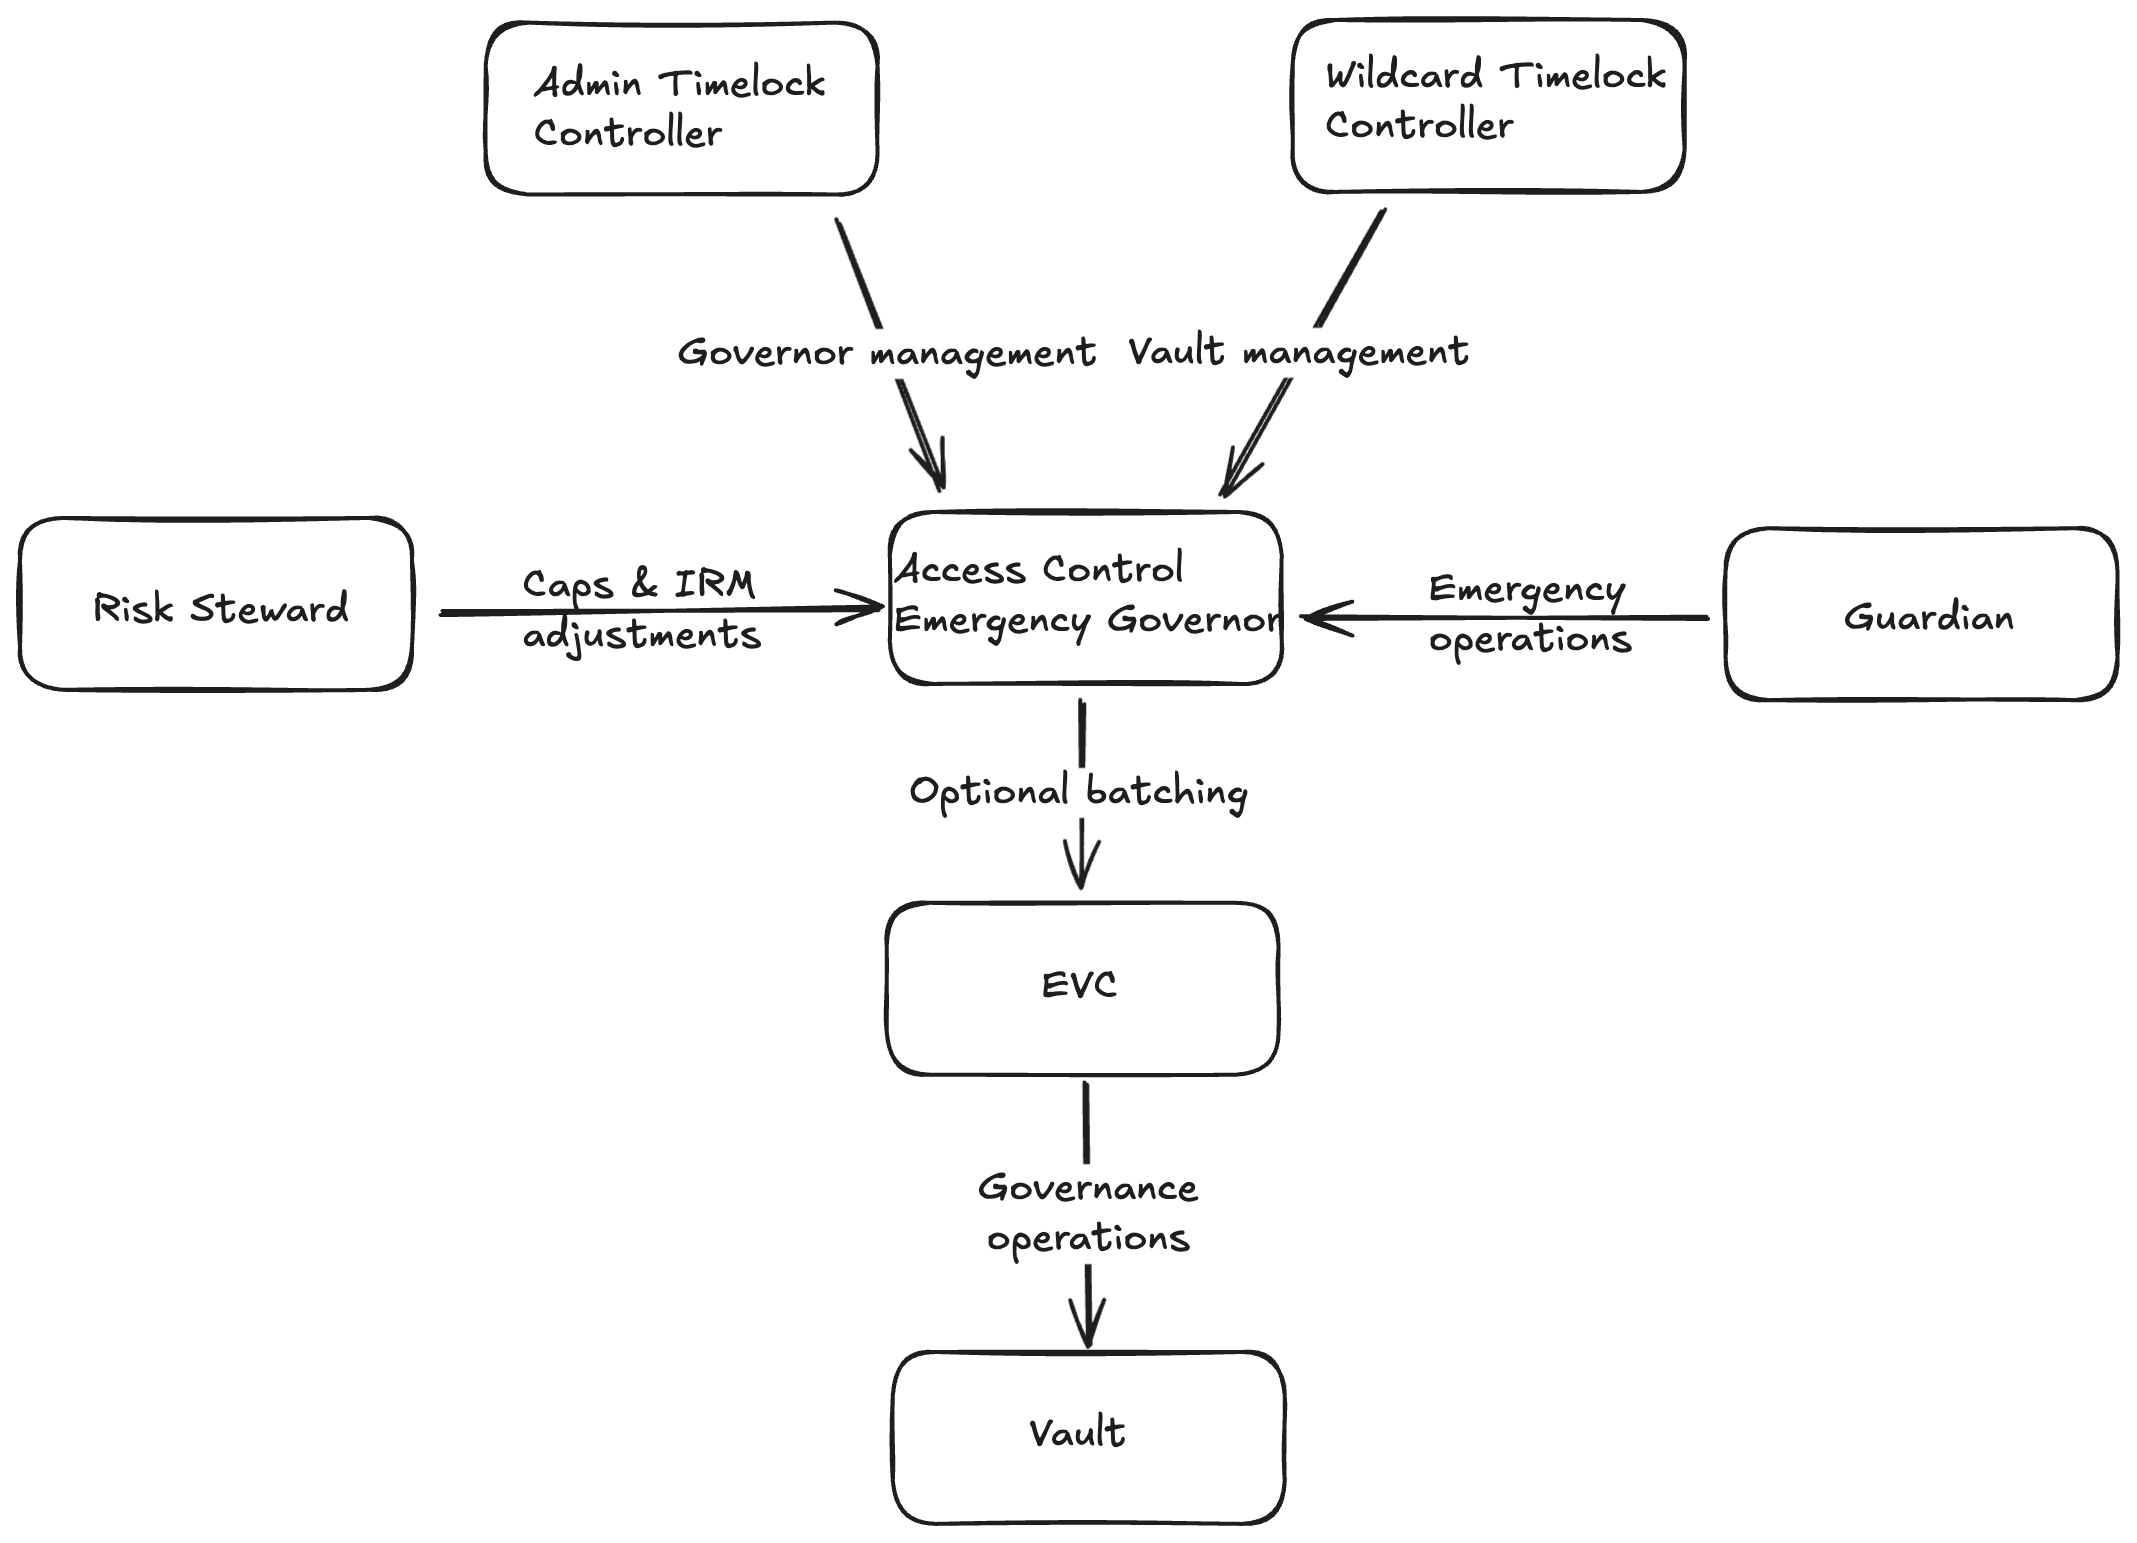 Admin Timelock
Controller
Wildcard Timelock
Controller
Governor management
Vault management
Risk Steward
Caps & IRM
adjustments
Access Control
Emergency Governor
Emergency
operations
Guardian
Optional batching
EVC
Governance
operations
Vault